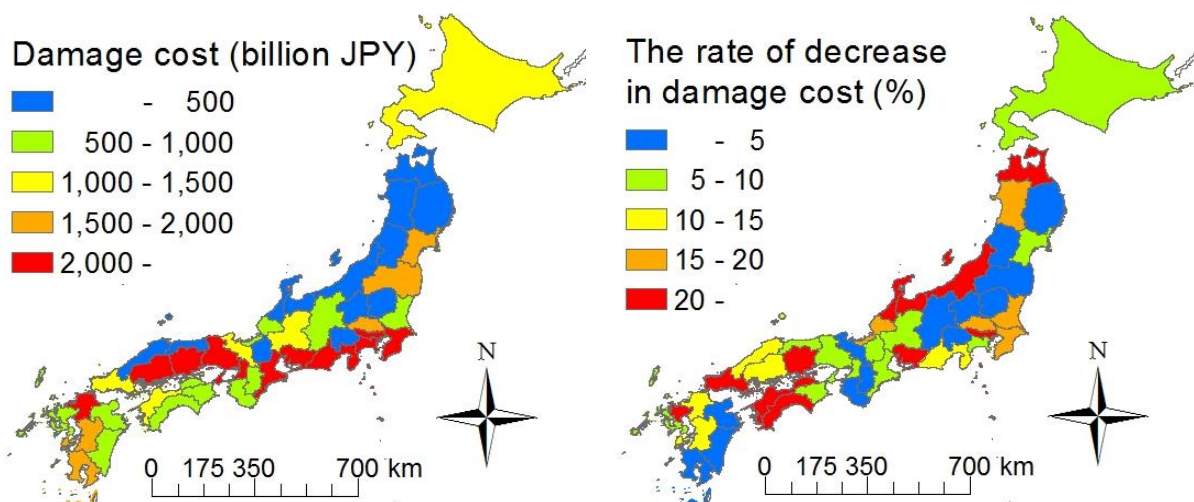 Damage cost (billion JPY)
- 500
500 - 1,000
1,000 - 1,500
1,500 - 2,000
2,000 -
N
0 175 350 700 km
The rate of decrease
in damage cost (%)
- 5
5 - 10
10 - 15
15 - 20
20 -
N
0 175 350 700 km